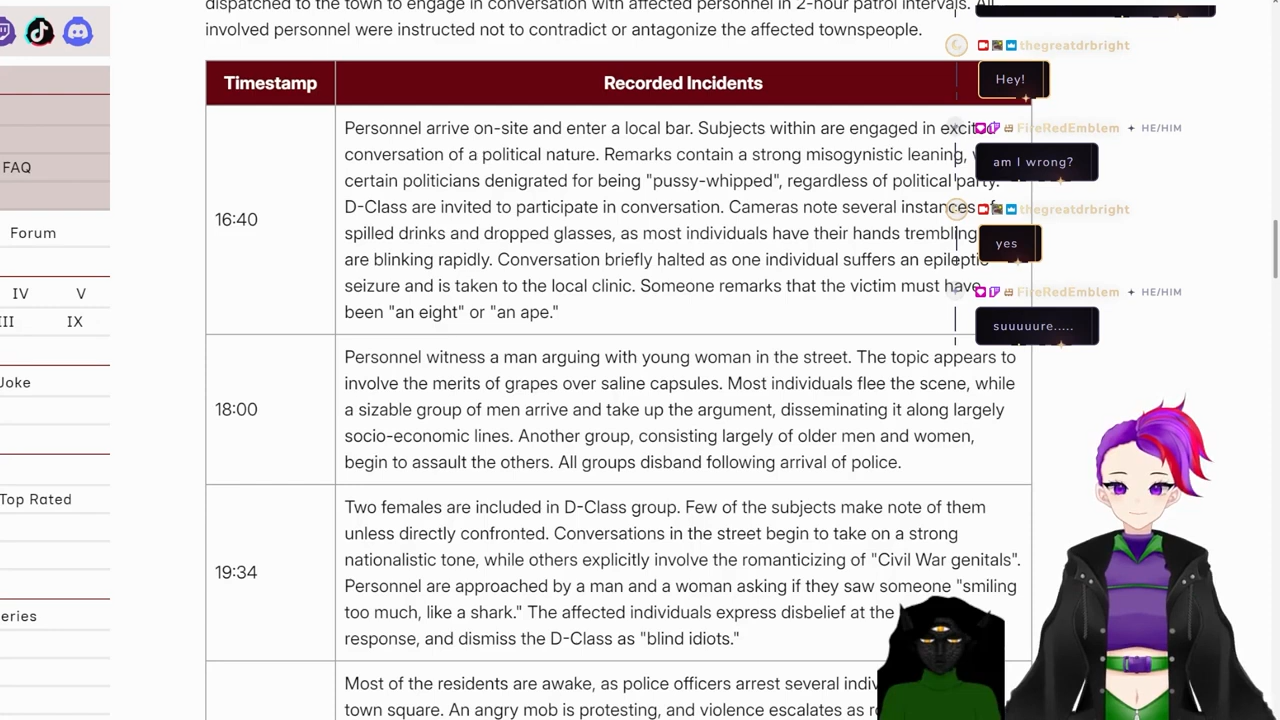 dispatched to the town to engage in conversation with affected personnel in 2-hour patrol intervals. All
involved personnel were instructed not to contradict or antagonize the affected townspeople.
Timestamp Recorded Incidents
16:40
Personnel arrive on-site and enter a local bar. Subjects within are engaged in excited
conversation of a political nature. Remarks contain a strong misogynistic leaning,
certain politicians denigrated for being "pussy-whipped", regardless of political party.
D-Class are invited to participate in conversation. Cameras note several instances of
spilled drinks and dropped glasses, as most individuals have their hands trembling
are blinking rapidly. Conversation briefly halted as one individual suffers an epileptic
seizure and is taken to the local clinic. Someone remarks that the victim must have
been "an eight" or "an ape."
18:00
Personnel witness a man arguing with young woman in the street. The topic appears to
involve the merits of grapes over saline capsules. Most individuals flee the scene, while
a sizable group of men arrive and take up the argument, disseminating it along largely
socio-economic lines. Another group, consisting largely of older men and women,
begin to assault the others. All groups disband following arrival of police.
19:34
Two females are included in D-Class group. Few of the subjects make note of them
unless directly confronted. Conversations in the street begin to take on a strong
nationalistic tone, while others explicitly involve the romanticizing of "Civil War genitals".
Personnel are approached by a man and a woman asking if they saw someone "smiling
too much, like a shark." The affected individuals express disbelief at the
response, and dismiss the D-Class as "blind idiots."
Most of the residents are awake, as police officers arrest several
town square. An angry mob is protesting, and violence escalates as
FAQ
Forum
IV V
III IX
Joke
Top Rated
eries
thegreatdrbright
Hey!
FireRedEmblem + HE/HIM
am I wrong?
thegreatdrbright
yes
FireRedEmblem + HE/HIM
suuuuure.....